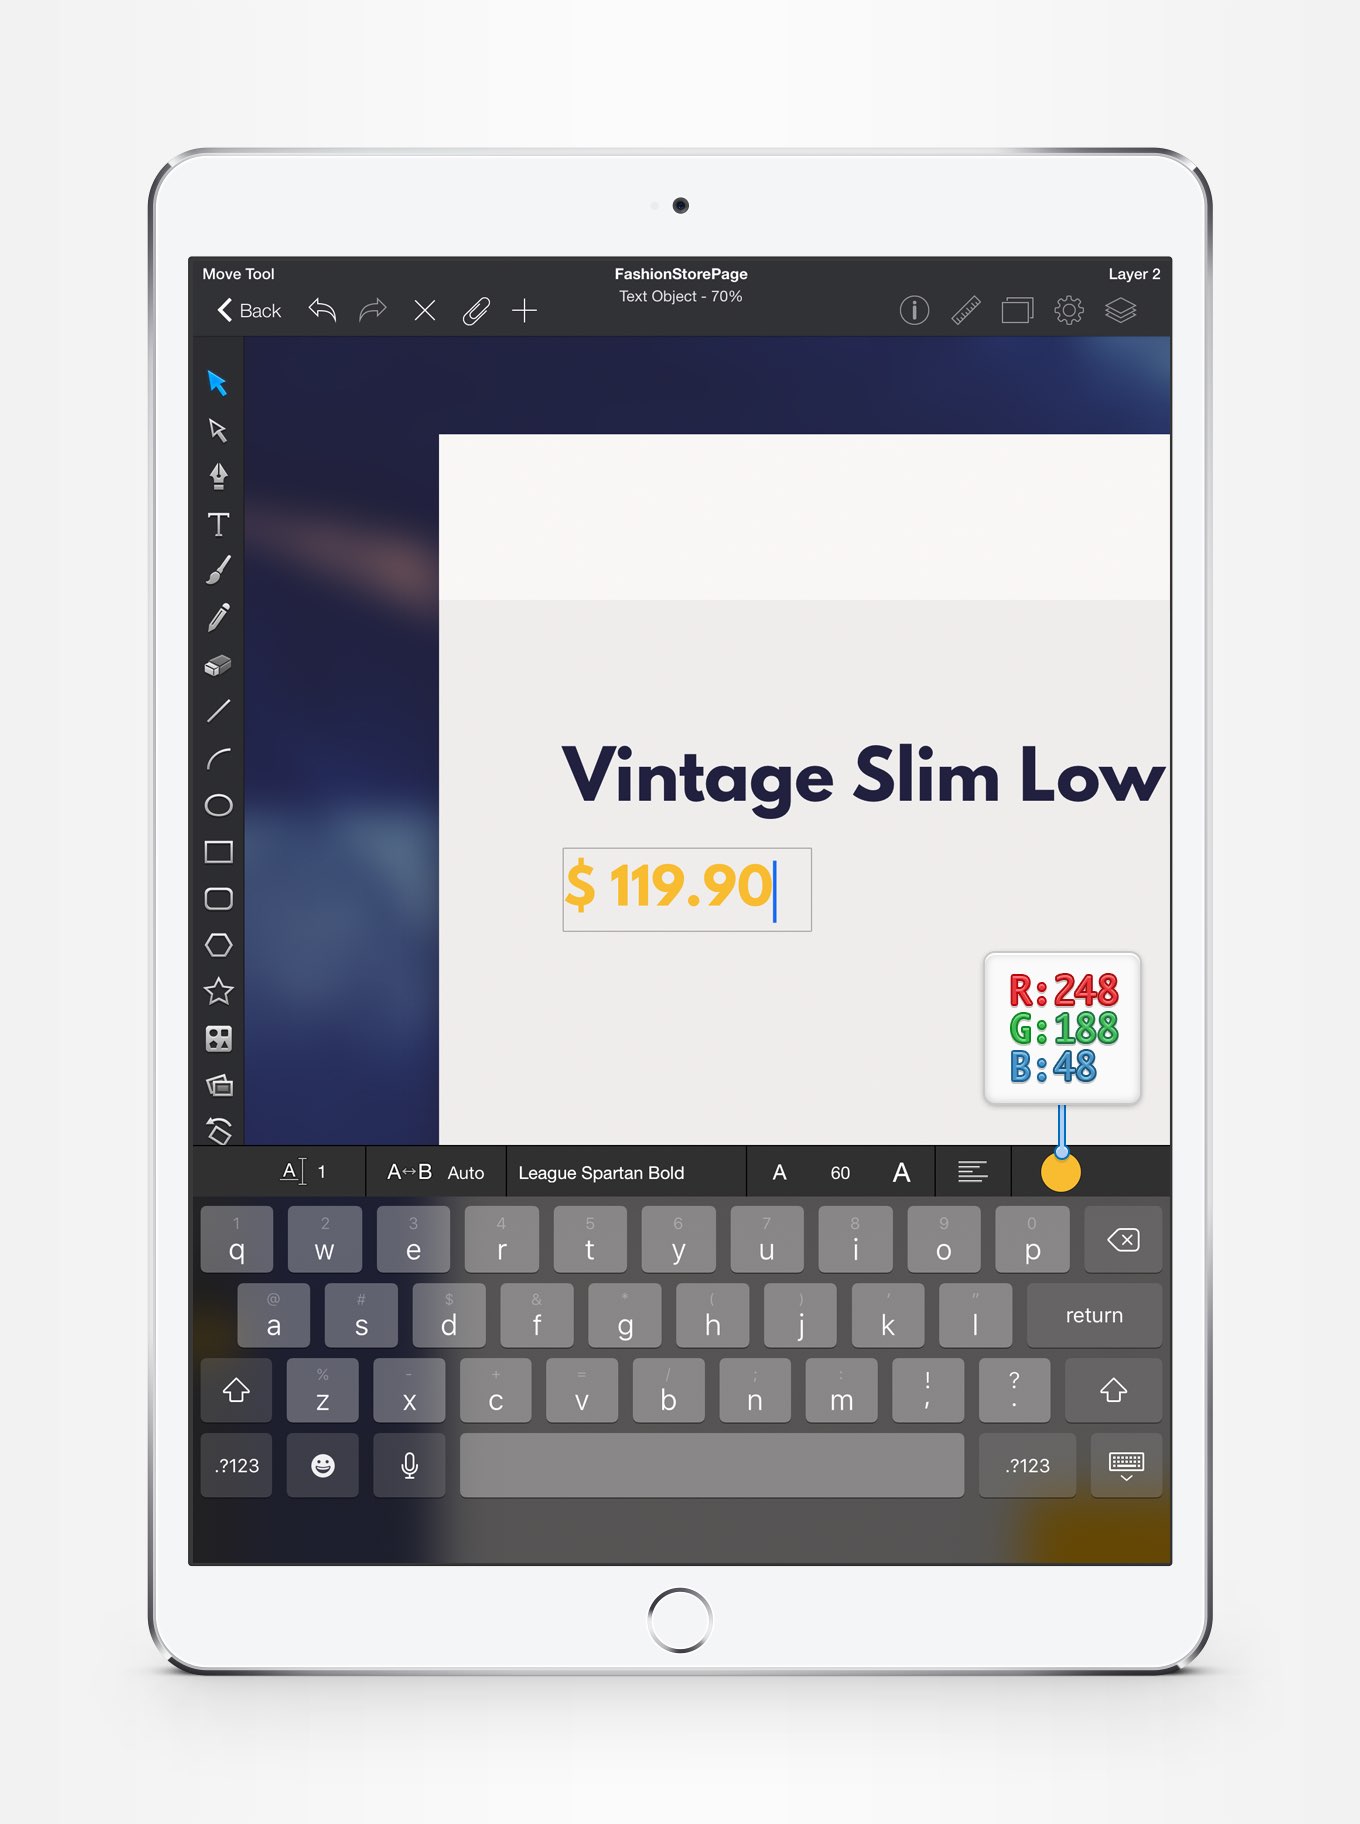 Move Tool
FashionStorePage
Layer 2
Back
Text Object - 70%
Vintage Slim Low
$ 119.90
R:248
G:188
B:48
A 1
A↔B Auto
League Spartan Bold
A 60 A
1 2 3 4 5 6 7 8 9 0
q w e r t y u i o p
@ # $ & * ( ) ' "
a s d f g h j k l return
% - + = / ; : ! ?
z x c v b n m , .
.?123 .?123